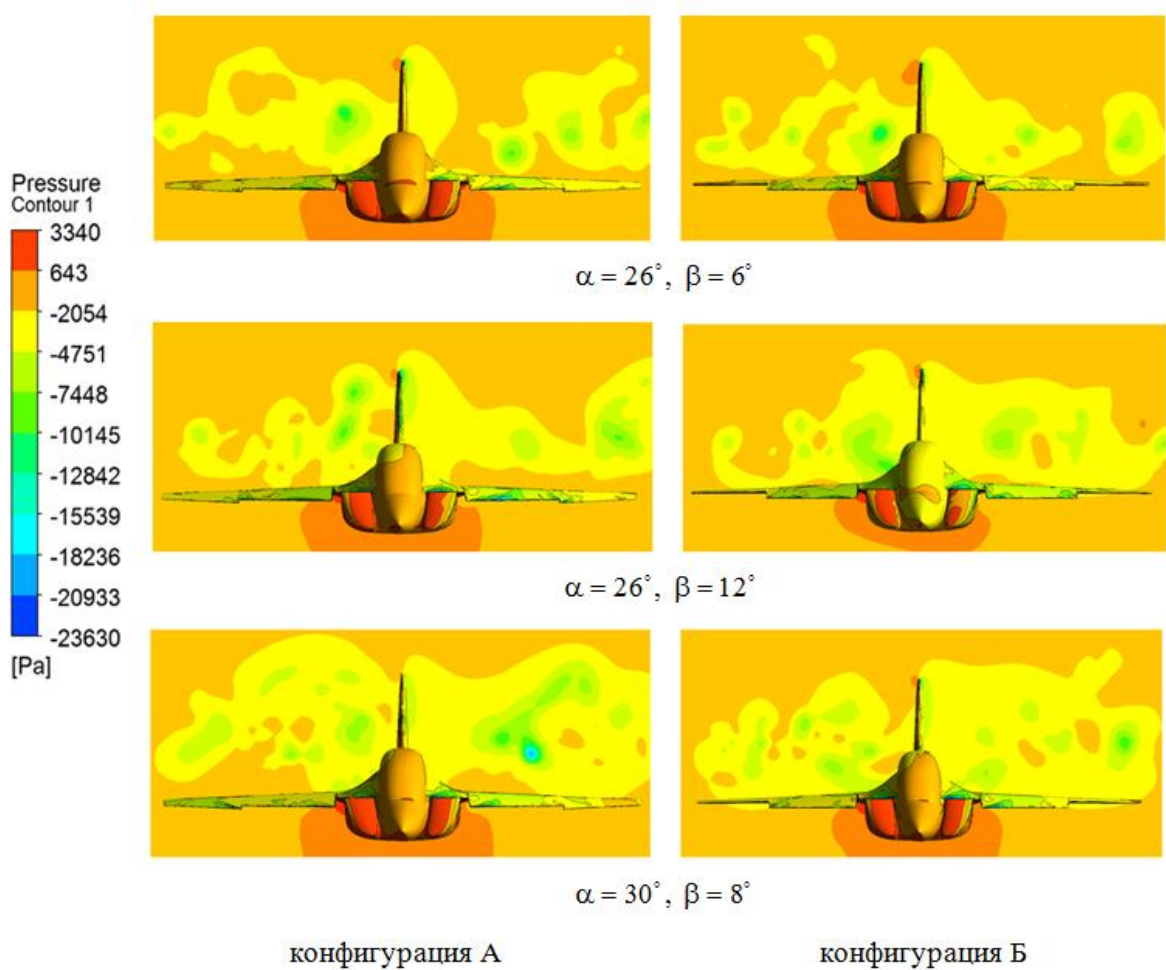 Pressure
Contour 1
3340
643
-2054
-4751
-7448
-10145
-12842
-15539
-18236
-20933
-23630
[Pa]
α = 26°, β = 6°
α = 26°, β = 12°
α = 30°, β = 8°
конфигурация А конфигурация Б